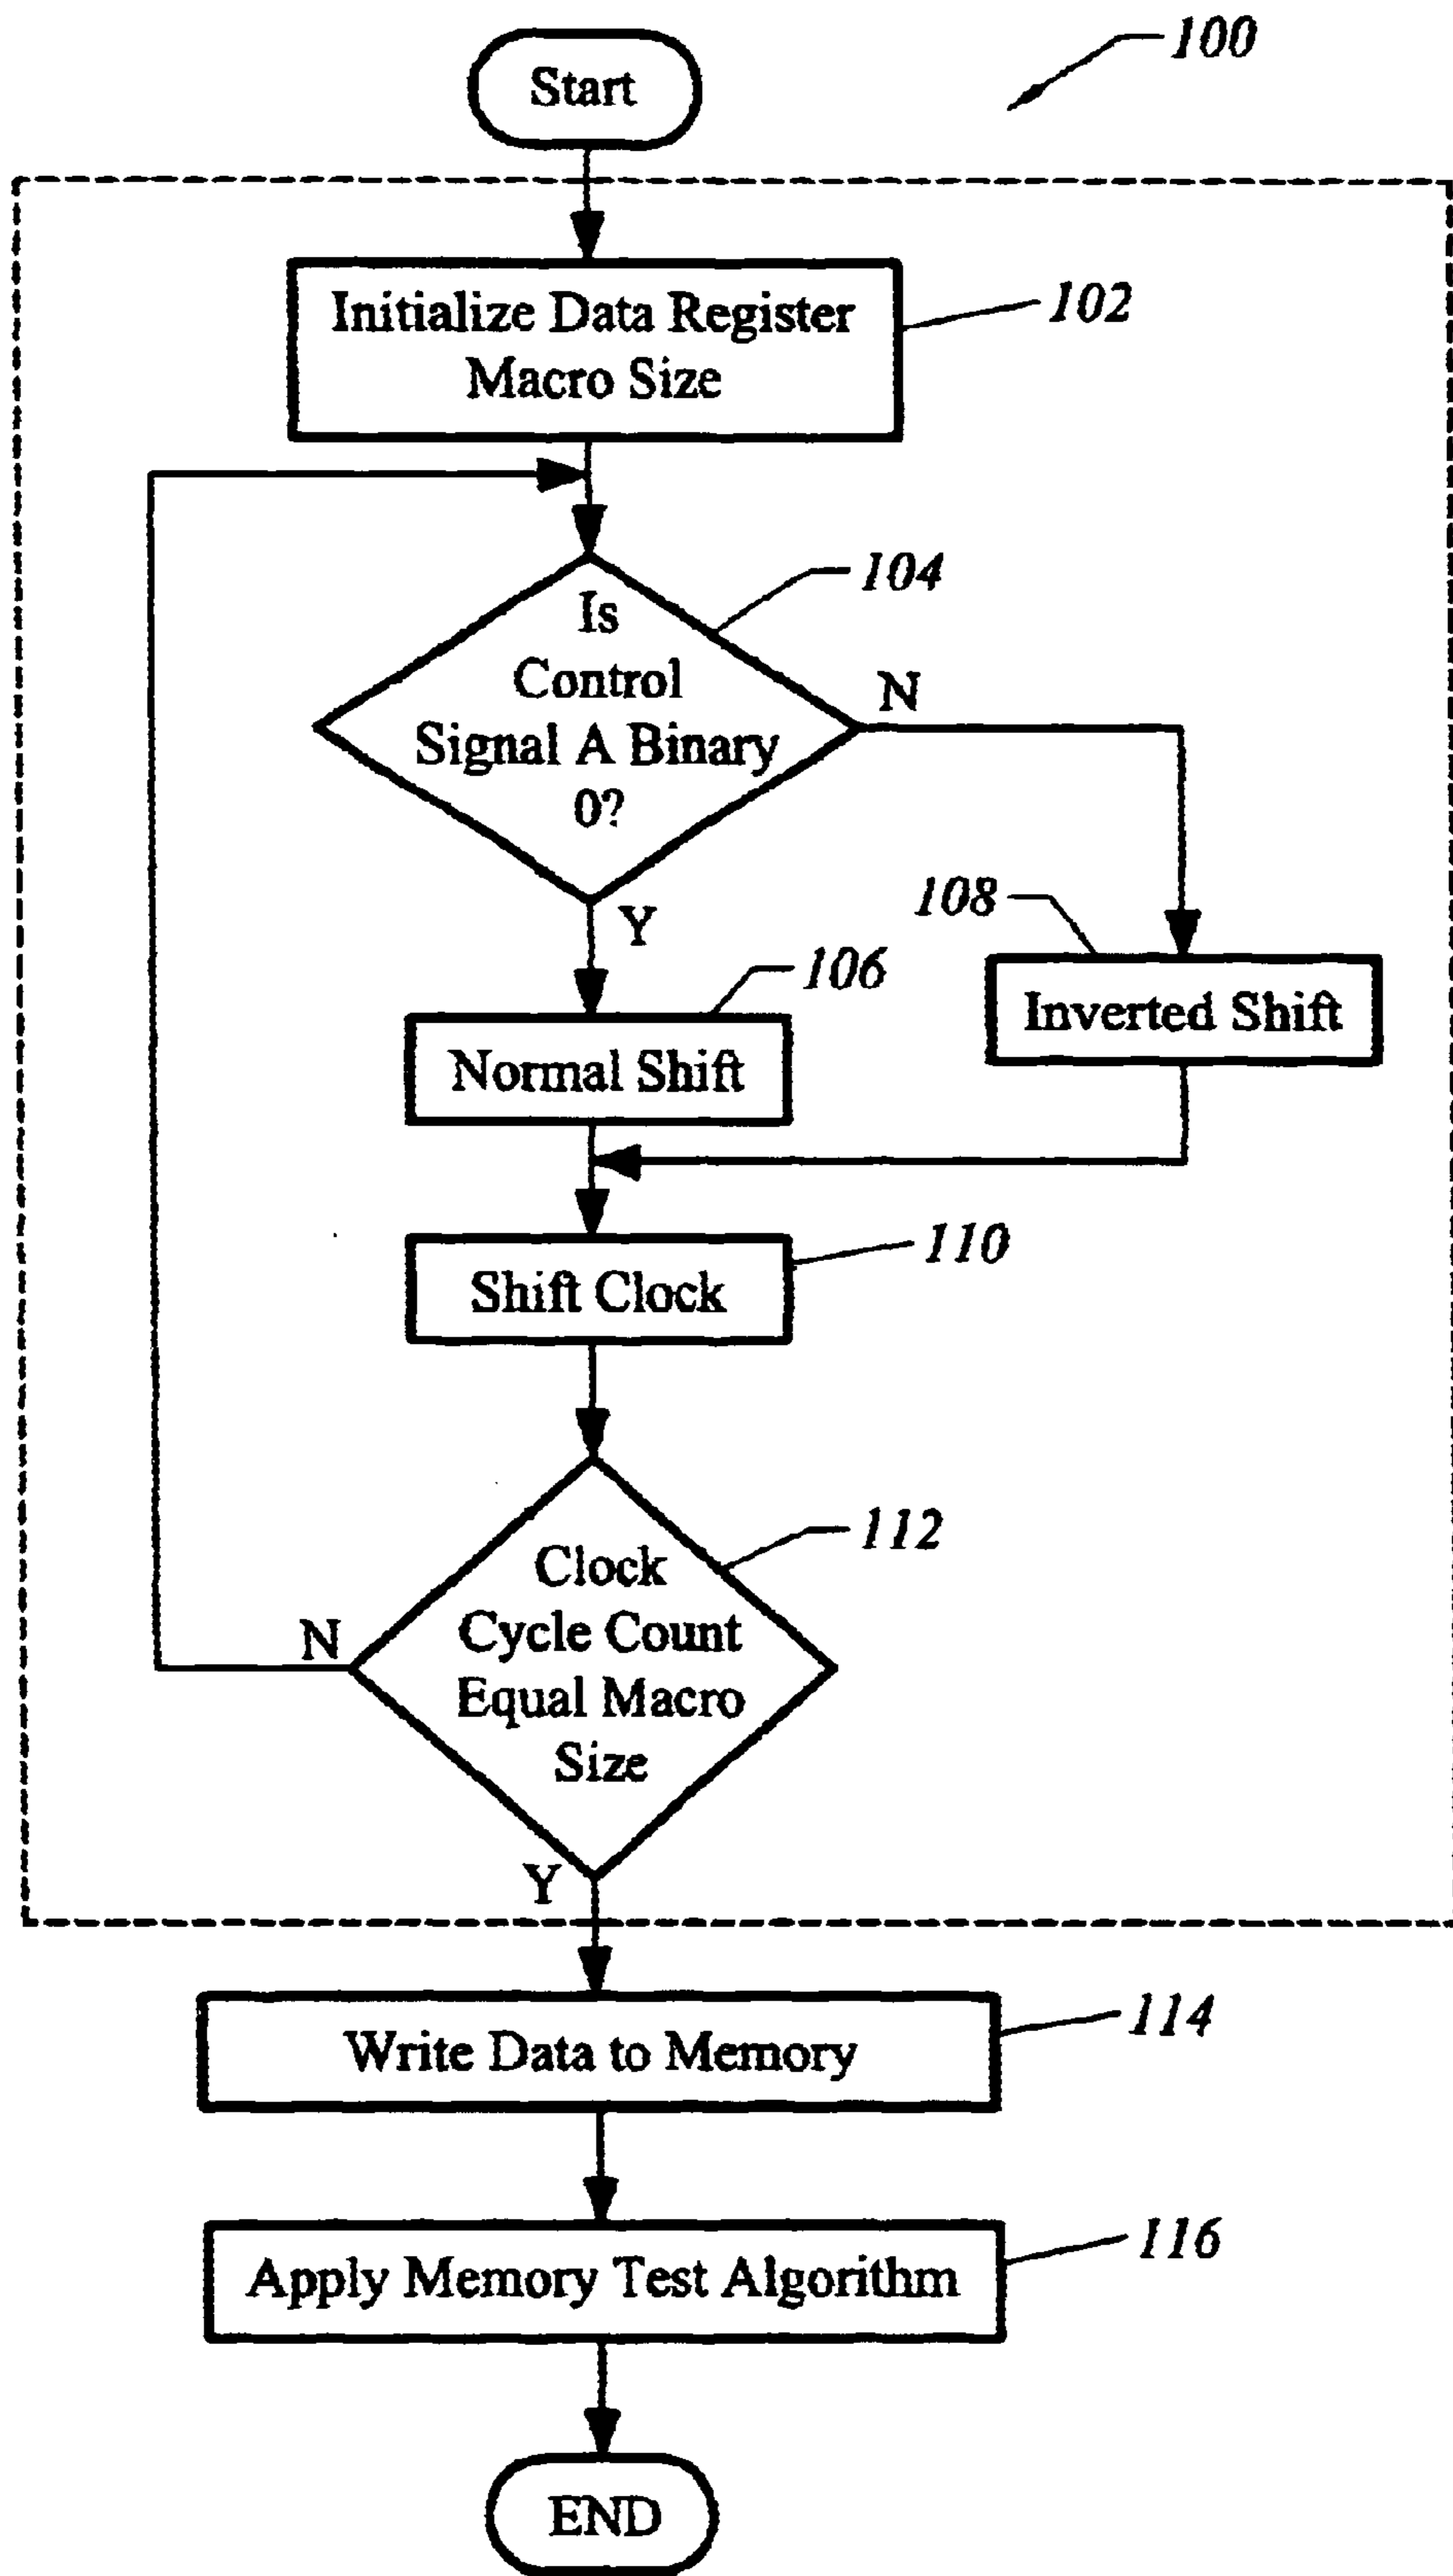 100
Start
Initialize Data Register
Macro Size
102
104
Is
Control
Signal A Binary
0?
N
Y
108
106
Inverted Shift
Normal Shift
110
Shift Clock
112
Clock
Cycle Count
Equal Macro
Size
N
Y
114
Write Data to Memory
116
Apply Memory Test Algorithm
END